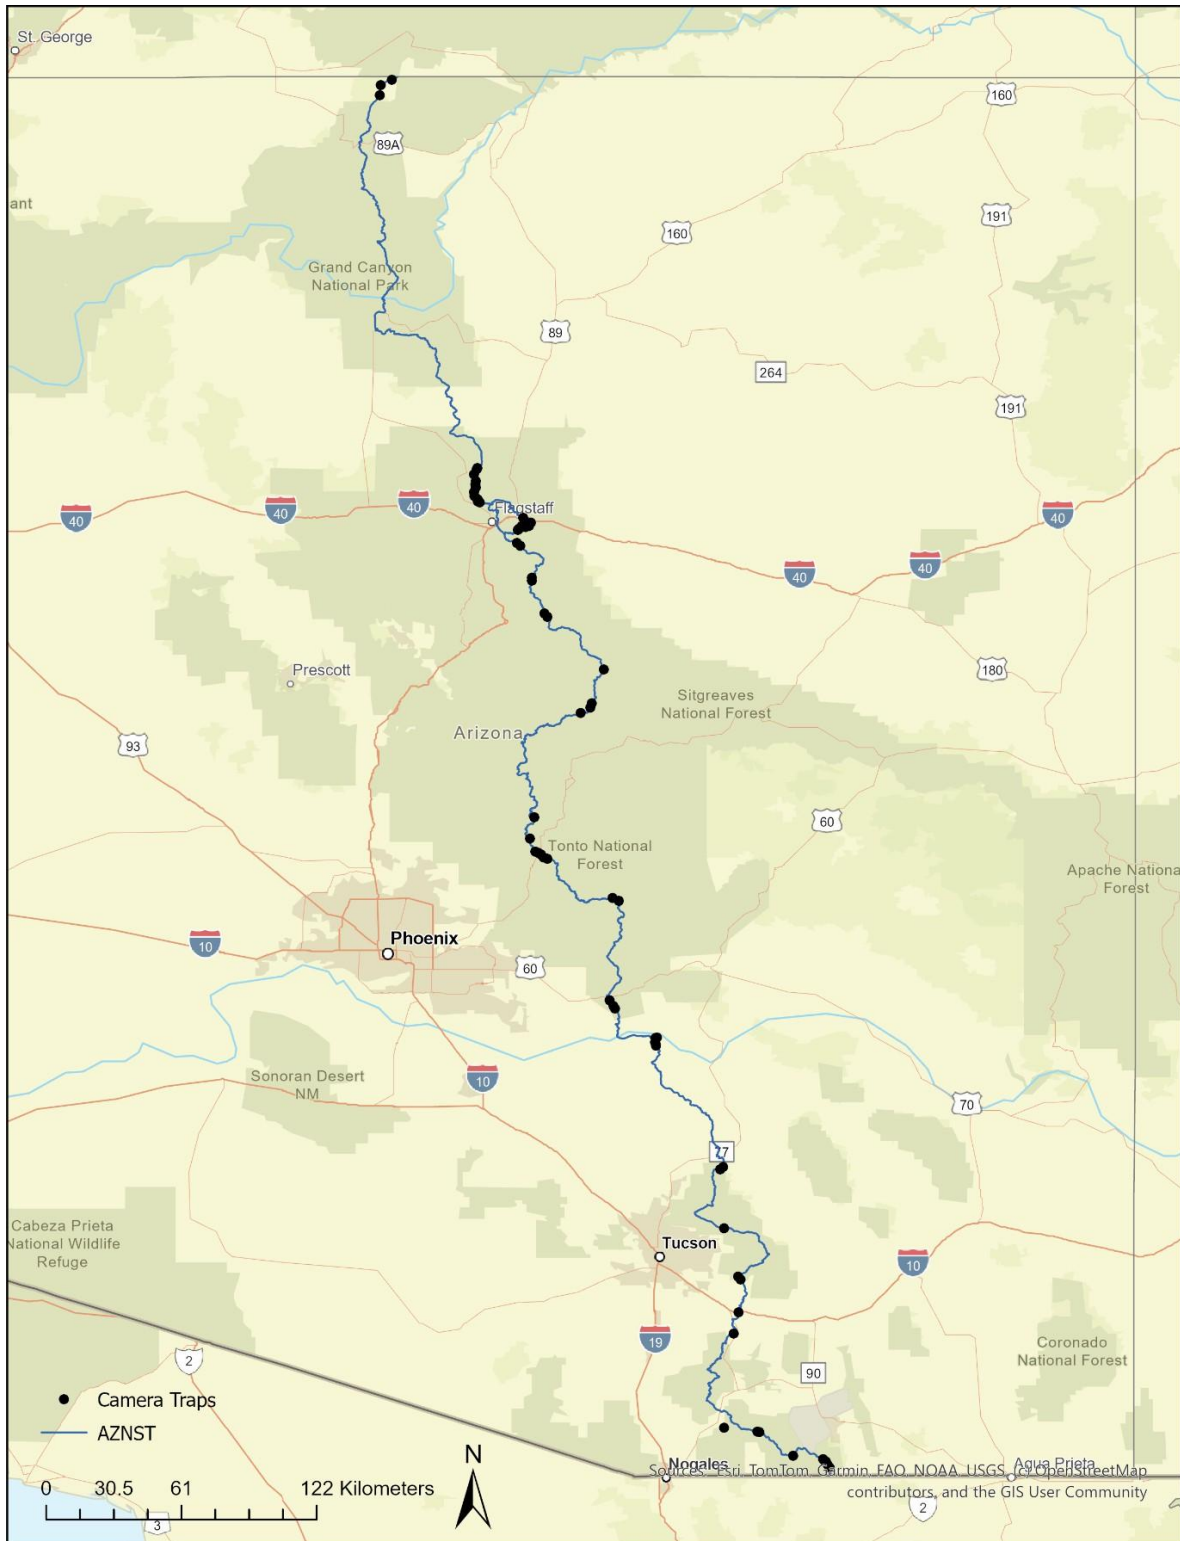 St. George
160
89A
ant
191
160
Grand Canyon
National Park
89
264
191
40
40
40
Flagstaff
40
40
40
180
Prescott
Sitgreaves
National Forest
Arizona
93
60
Tonto National
Forest
Apache National
Forest
Phoenix
10
60
Sonoran Desert
NM
10
70
77
Cabeza Prieta
National Wildlife
Refuge
Tucson
10
19
Coronado
National Forest
2
90
Camera Traps
AZNST
N
Nogales
Agua Prieta
Sources: Esri, TomTom, Garmin, FAO, NOAA, USGS, (c) OpenStreetMap
contributors, and the GIS User Community
0 30.5 61 122 Kilometers
2
3